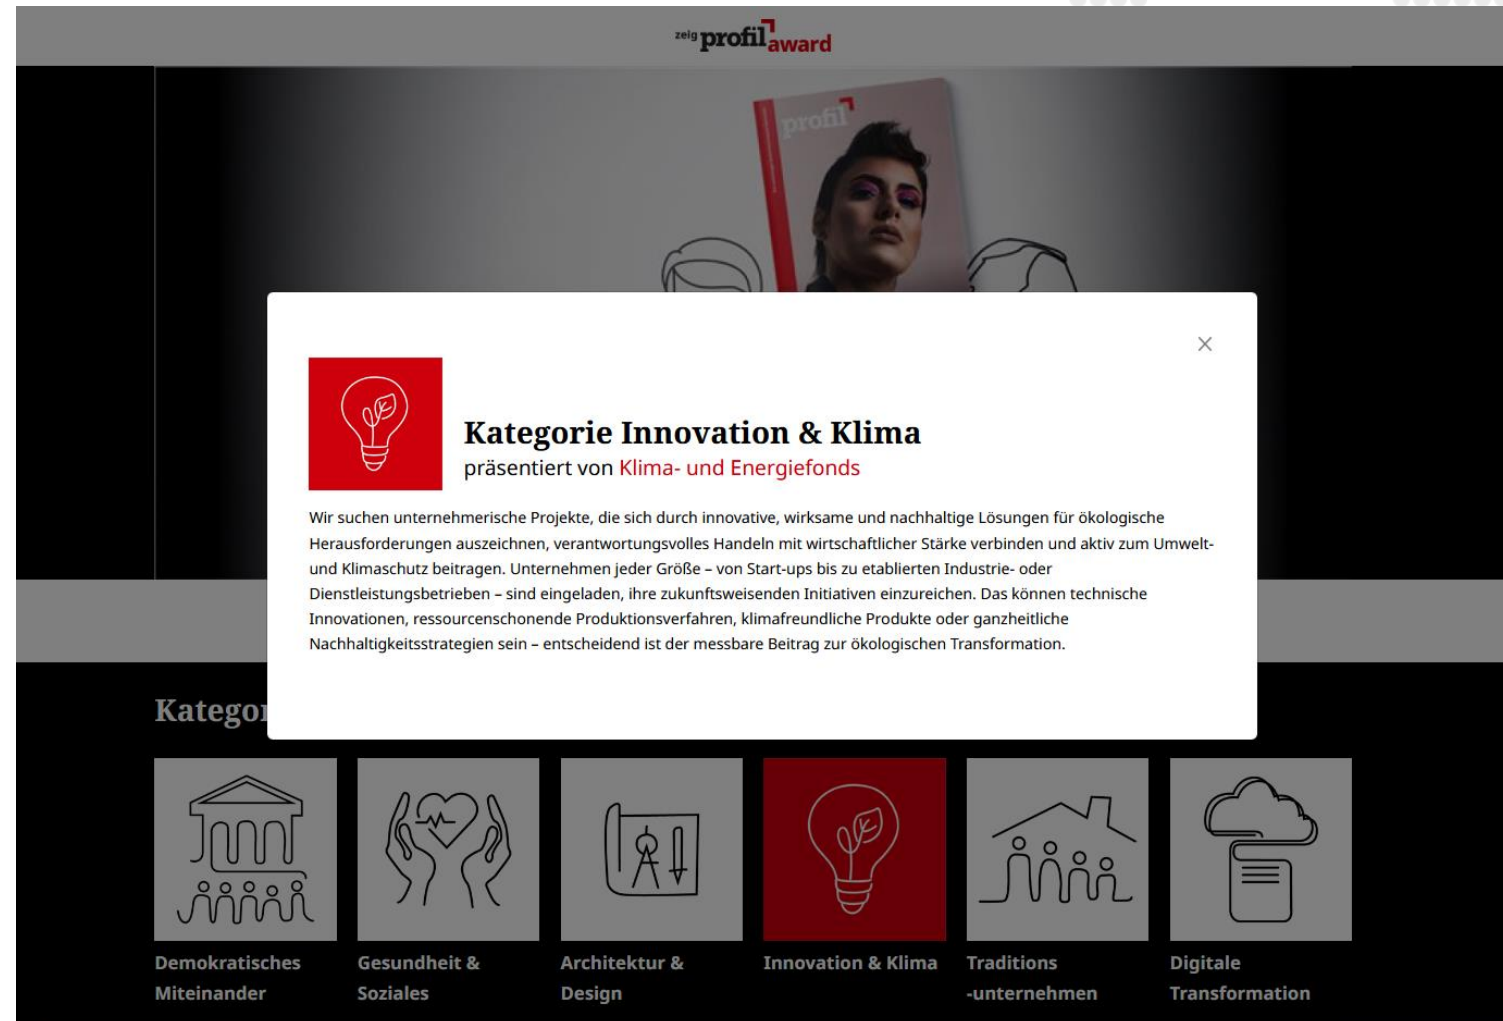 zeig profil award
profil
Kategorie Innovation & Klima
präsentiert von Klima- und Energiefonds
Wir suchen unternehmerische Projekte, die sich durch innovative, wirksame und nachhaltige Lösungen für ökologische
Herausforderungen auszeichnen, verantwortungsvolles Handeln mit wirtschaftlicher Stärke verbinden und aktiv zum Umwelt-
und Klimaschutz beitragen. Unternehmen jeder Größe – von Start-ups bis zu etablierten Industrie- oder
Dienstleistungsbetrieben – sind eingeladen, ihre zukunftsweisenden Initiativen einzureichen. Das können technische
Innovationen, ressourcenschonende Produktionsverfahren, klimafreundliche Produkte oder ganzheitliche
Nachhaltigkeitsstrategien sein – entscheidend ist der messbare Beitrag zur ökologischen Transformation.
Demokratisches
Miteinander
Gesundheit &
Soziales
Architektur &
Design
Innovation & Klima
Traditions
-unternehmen
Digitale
Transformation